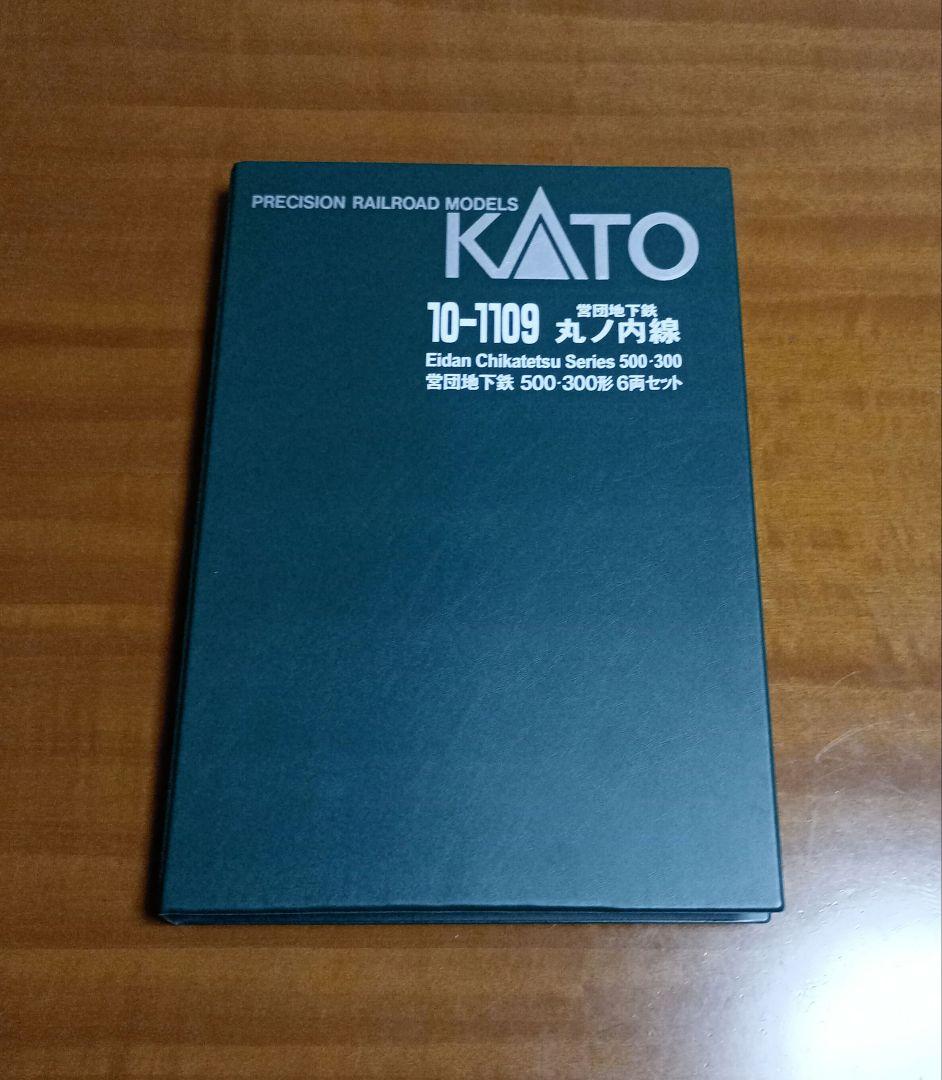 PRECISION RAILROAD MODELS
KATO
10-1109 営団地下鉄 丸ノ内線
Eidan Chikatetsu Series 500-300
営団地下鉄 500-300形 6両セット